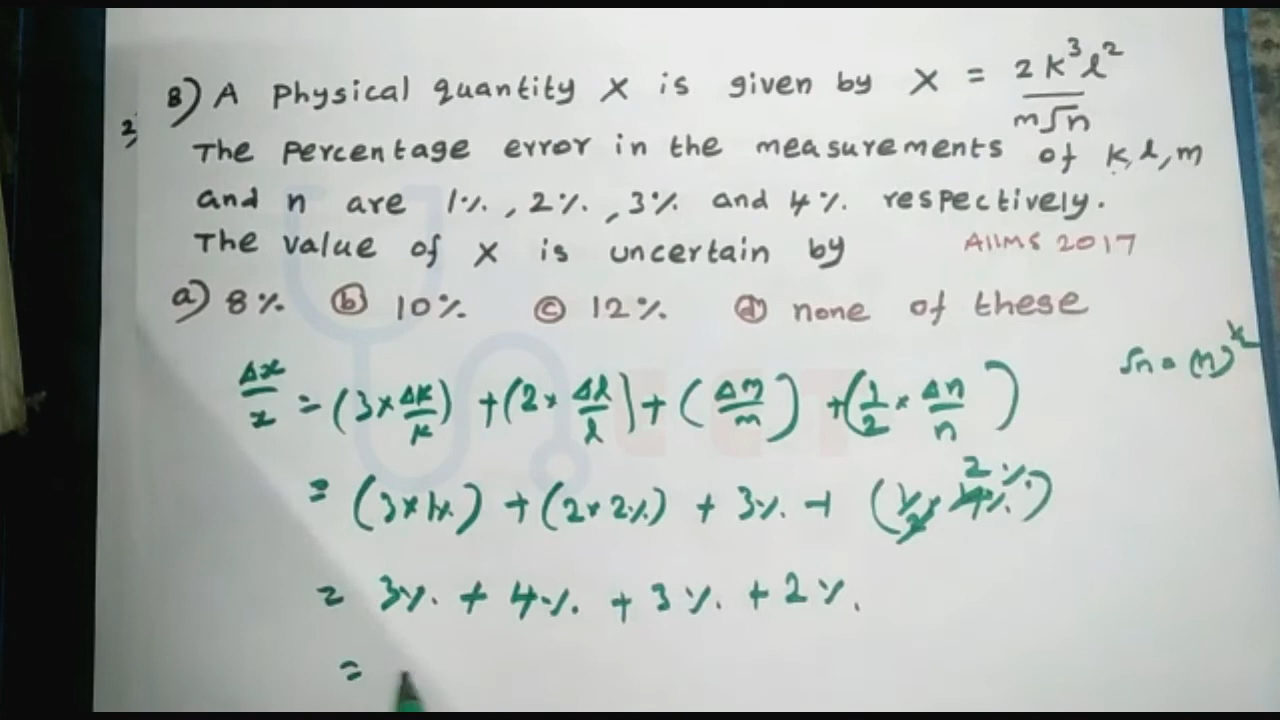 8) A Physical quantity X is given by X = 2K³l² / m√n
2,
The percentage error in the measurements of k, l, m
and n are 1%, 2%, 3% and 4% respectively.
The value of X is uncertain by AIIMS 2017
a) 8% (b) 10% (c) 12% (d) none of these
√n = (n)^½
Δx/x = (3 × ΔK/K) + (2 × Δl/l) + (Δm/m) + (1/2 × Δn/n)
= (3×1%) + (2×2%) + 3% + (1/2 × 4%) 2%
= 3% + 4% + 3% + 2%.
=